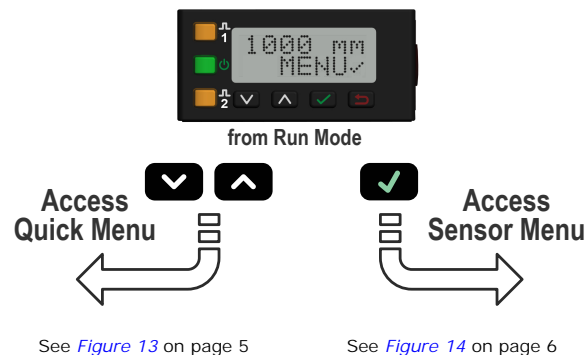 1
1000 mm
MENU✓
2
from Run Mode
Access
Quick Menu
Access
Sensor Menu
See Figure 13 on page 5
See Figure 14 on page 6